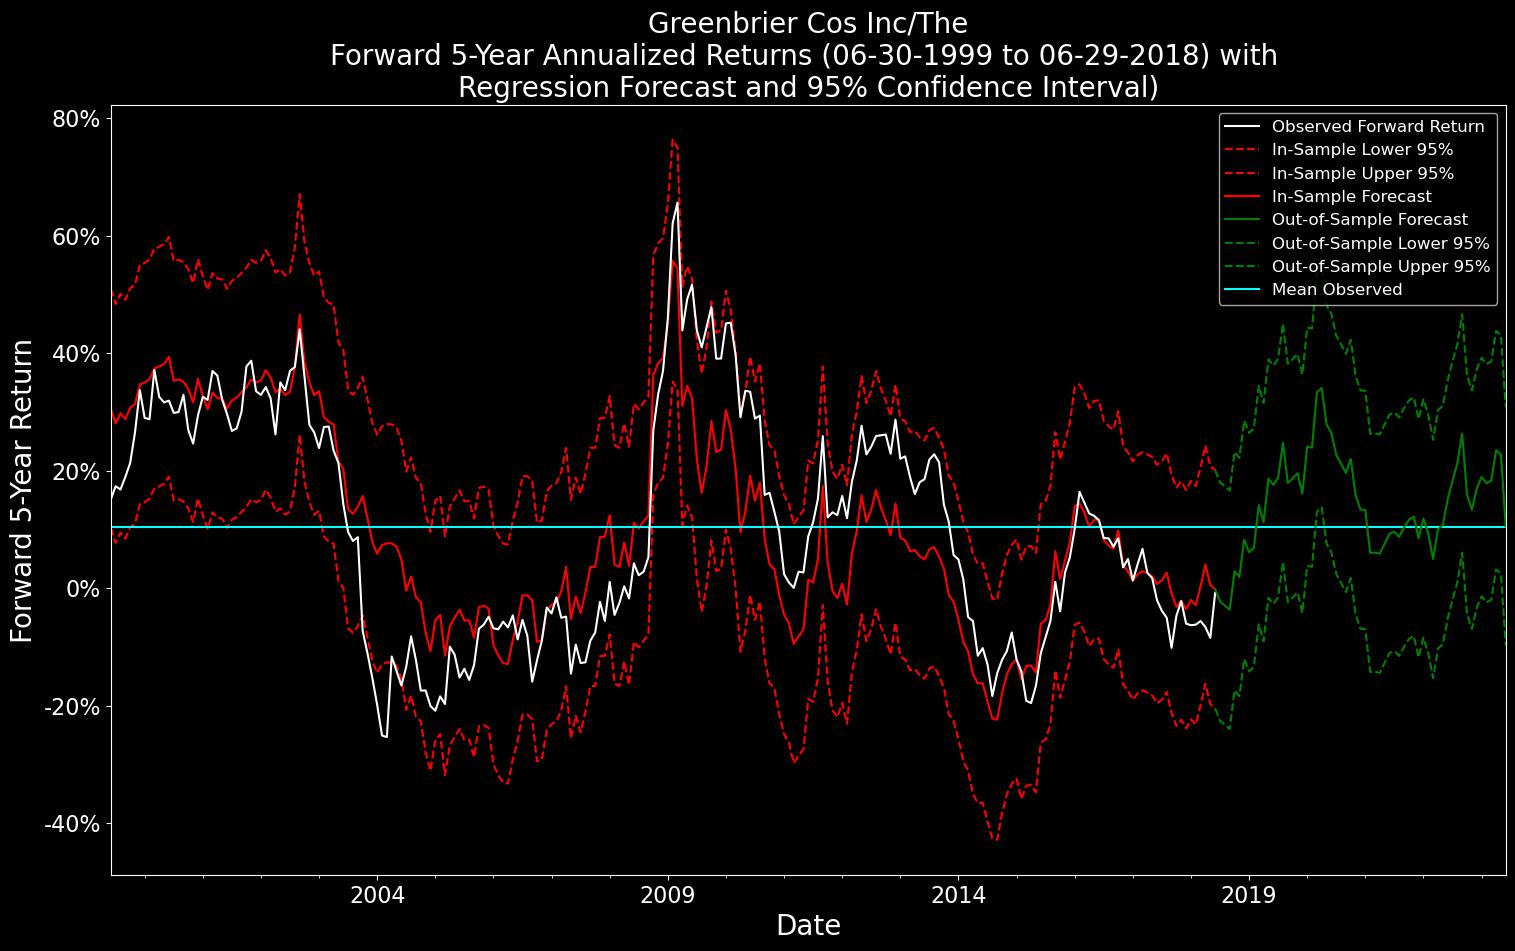 Greenbrier Cos Inc/The
Forward 5-Year Annualized Returns (06-30-1999 to 06-29-2018) with
Regression Forecast and 95% Confidence Interval)
80%
60%
40%
20%
0%
-20%
-40%
Forward 5-Year Return
Observed Forward Return
In-Sample Lower 95%
In-Sample Upper 95%
In-Sample Forecast
Out-of-Sample Forecast
Out-of-Sample Lower 95%
Out-of-Sample Upper 95%
Mean Observed
2004
2009
2014
2019
Date